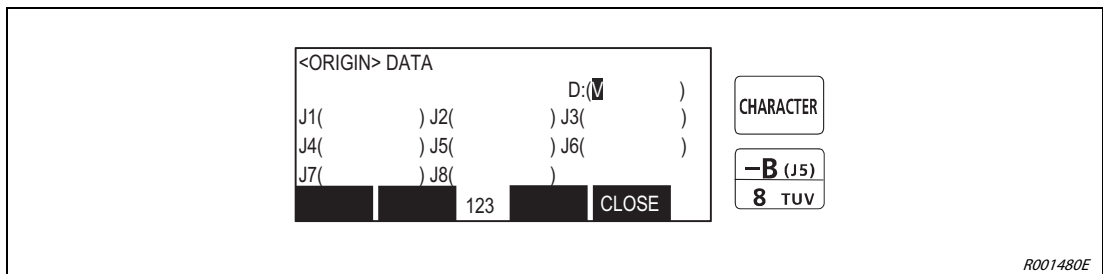 <ORIGIN> DATA
D:(V )
J1( ) J2( ) J3( )
J4( ) J5( ) J6( )
J7( ) J8( )
123 CLOSE
CHARACTER
−B (J5)
8 TUV
R001480E